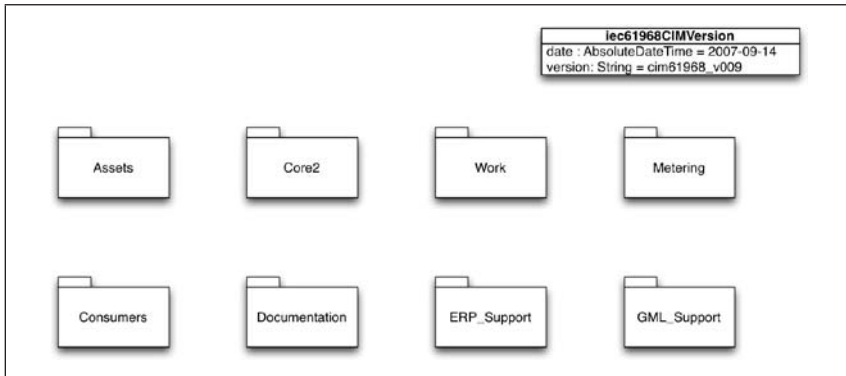 iec61968CIMVersion
date : AbsoluteDateTime = 2007-09-14
version: String = cim61968_v009
Assets
Core2
Work
Metering
Consumers
Documentation
ERP_Support
GML_Support